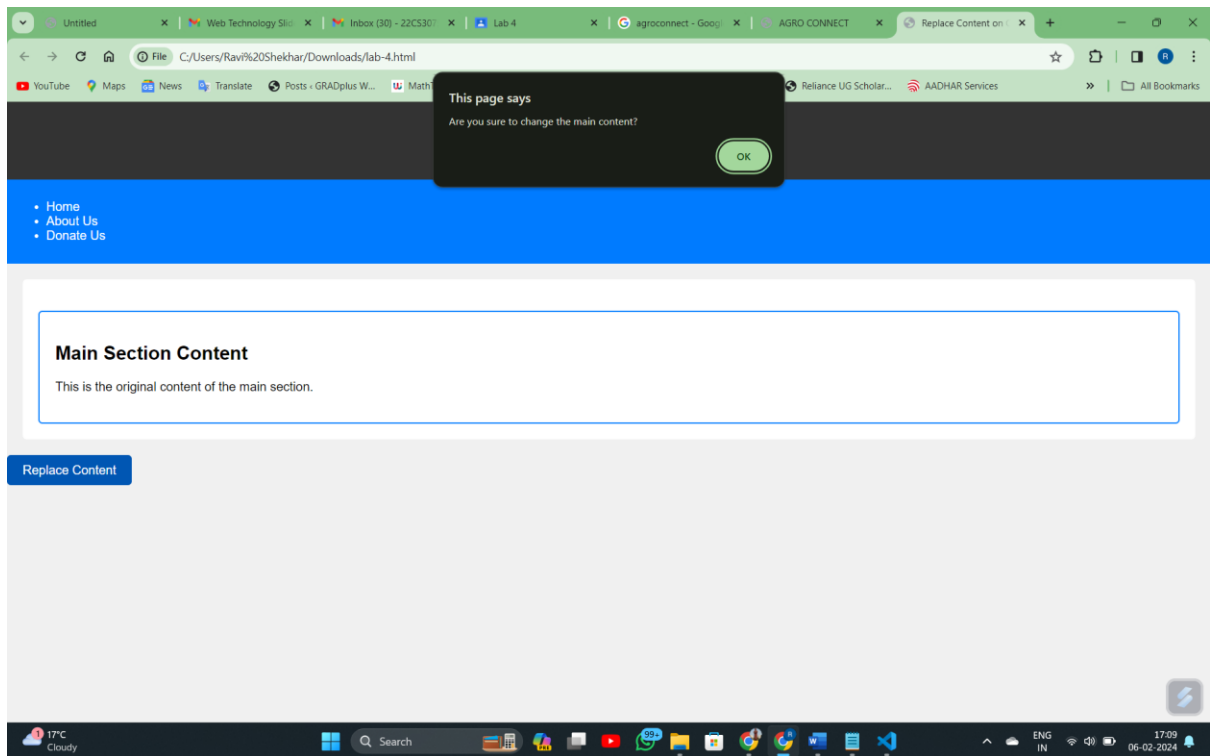 Untitled
Web Technology Slid
Inbox (30) - 22CS307
Lab 4
agroconnect - Googl
AGRO CONNECT
Replace Content on C
File C:/Users/Ravi%20Shekhar/Downloads/lab-4.html
R
YouTube
Maps
News
Translate
Posts ‹ GRADplus W...
Math
Reliance UG Scholar...
AADHAR Services
All Bookmarks
This page says
Are you sure to change the main content?
OK
• Home
• About Us
• Donate Us
Main Section Content
This is the original content of the main section.
Replace Content
1
17°C
Cloudy
Search
99+
ENG
IN
17:09
06-02-2024